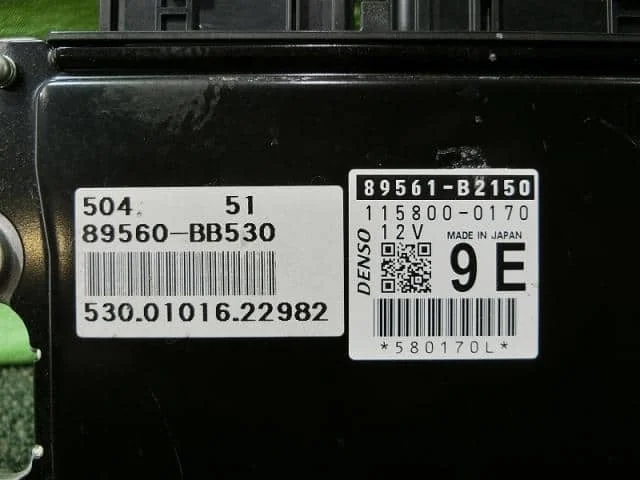 504. 51
89560-BB530
530.01016.22982
89561-B2150
115800-0170
DENSO
12V
MADE IN JAPAN
9E
*580170L*